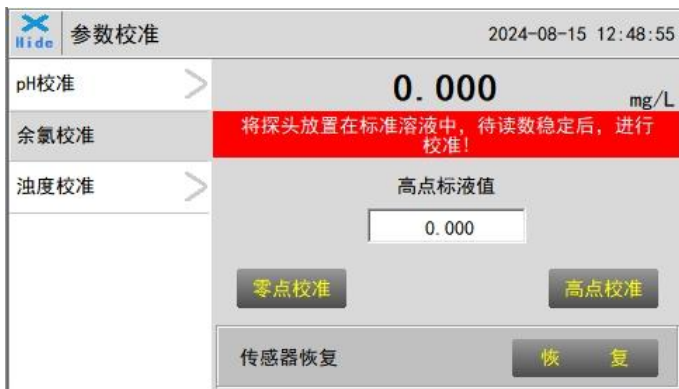 Hide 参数校准 2024-08-15 12:48:55
pH校准
余氯校准
浊度校准
0.000 mg/L
将探头放置在标准溶液中，待读数稳定后，进行
校准！
高点标液值
0.000
零点校准 高点校准
传感器恢复 恢 复